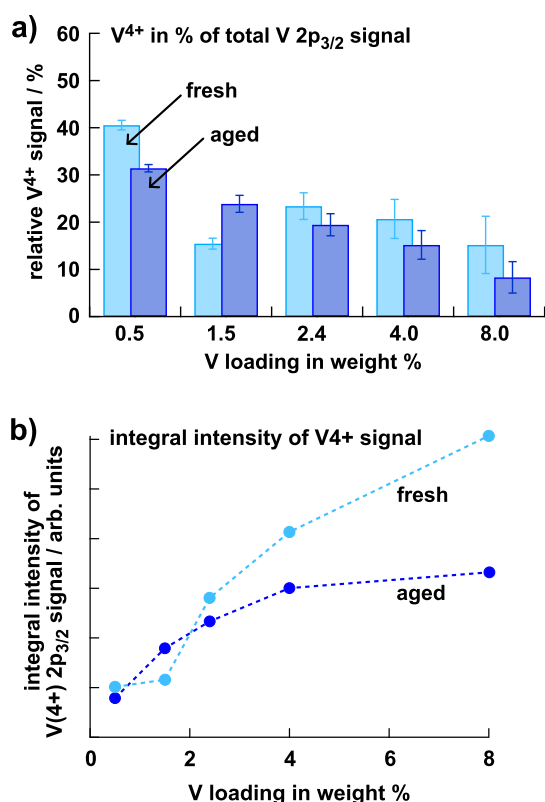 a)
V⁴⁺ in % of total V 2p₃/₂ signal
relative V⁴⁺ signal / %
60
50
40
30
20
10
0
fresh
aged
0.5 1.5 2.4 4.0 8.0
V loading in weight %
b)
integral intensity of V4+ signal
integral intensity of
V(4+) 2p₃/₂ signal / arb. units
fresh
aged
0 2 4 6 8
V loading in weight %